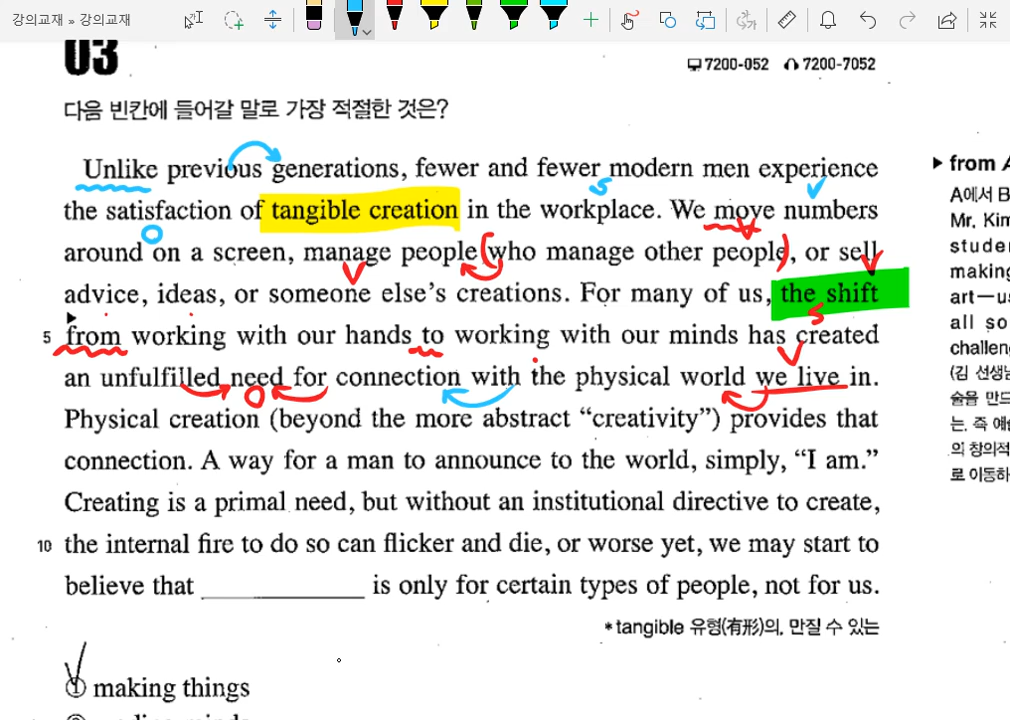 강의교재 » 강의교재
03
7200-052 7200-7052
다음 빈칸에 들어갈 말로 가장 적절한 것은?
Unlike previous generations, fewer and fewer modern men experience
the satisfaction of tangible creation in the workplace. We move numbers
around on a screen, manage people (who manage other people), or sell
advice, ideas, or someone else's creations. For many of us, the shift
5 from working with our hands to working with our minds has created
an unfulfilled need for connection with the physical world we live in.
Physical creation (beyond the more abstract “creativity”) provides that
connection. A way for a man to announce to the world, simply, “I am.”
Creating is a primal need, but without an institutional directive to create,
10 the internal fire to do so can flicker and die, or worse yet, we may start to
believe that ____________ is only for certain types of people, not for us.
* tangible 유형(有形)의, 만질 수 있는
① making things
▶ from A
A에서 B
Mr. Kim
studen
making
art—us
all so
challeng
(김 선생님
술을 만드
는, 즉 예술
의 창의적
로 이동하